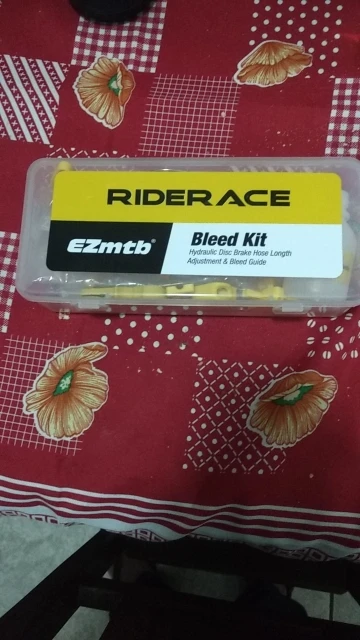 RIDERACE
EZmtb®
Bleed Kit
Hydraulic Disc Brake Hose Length
Adjustment & Bleed Guide